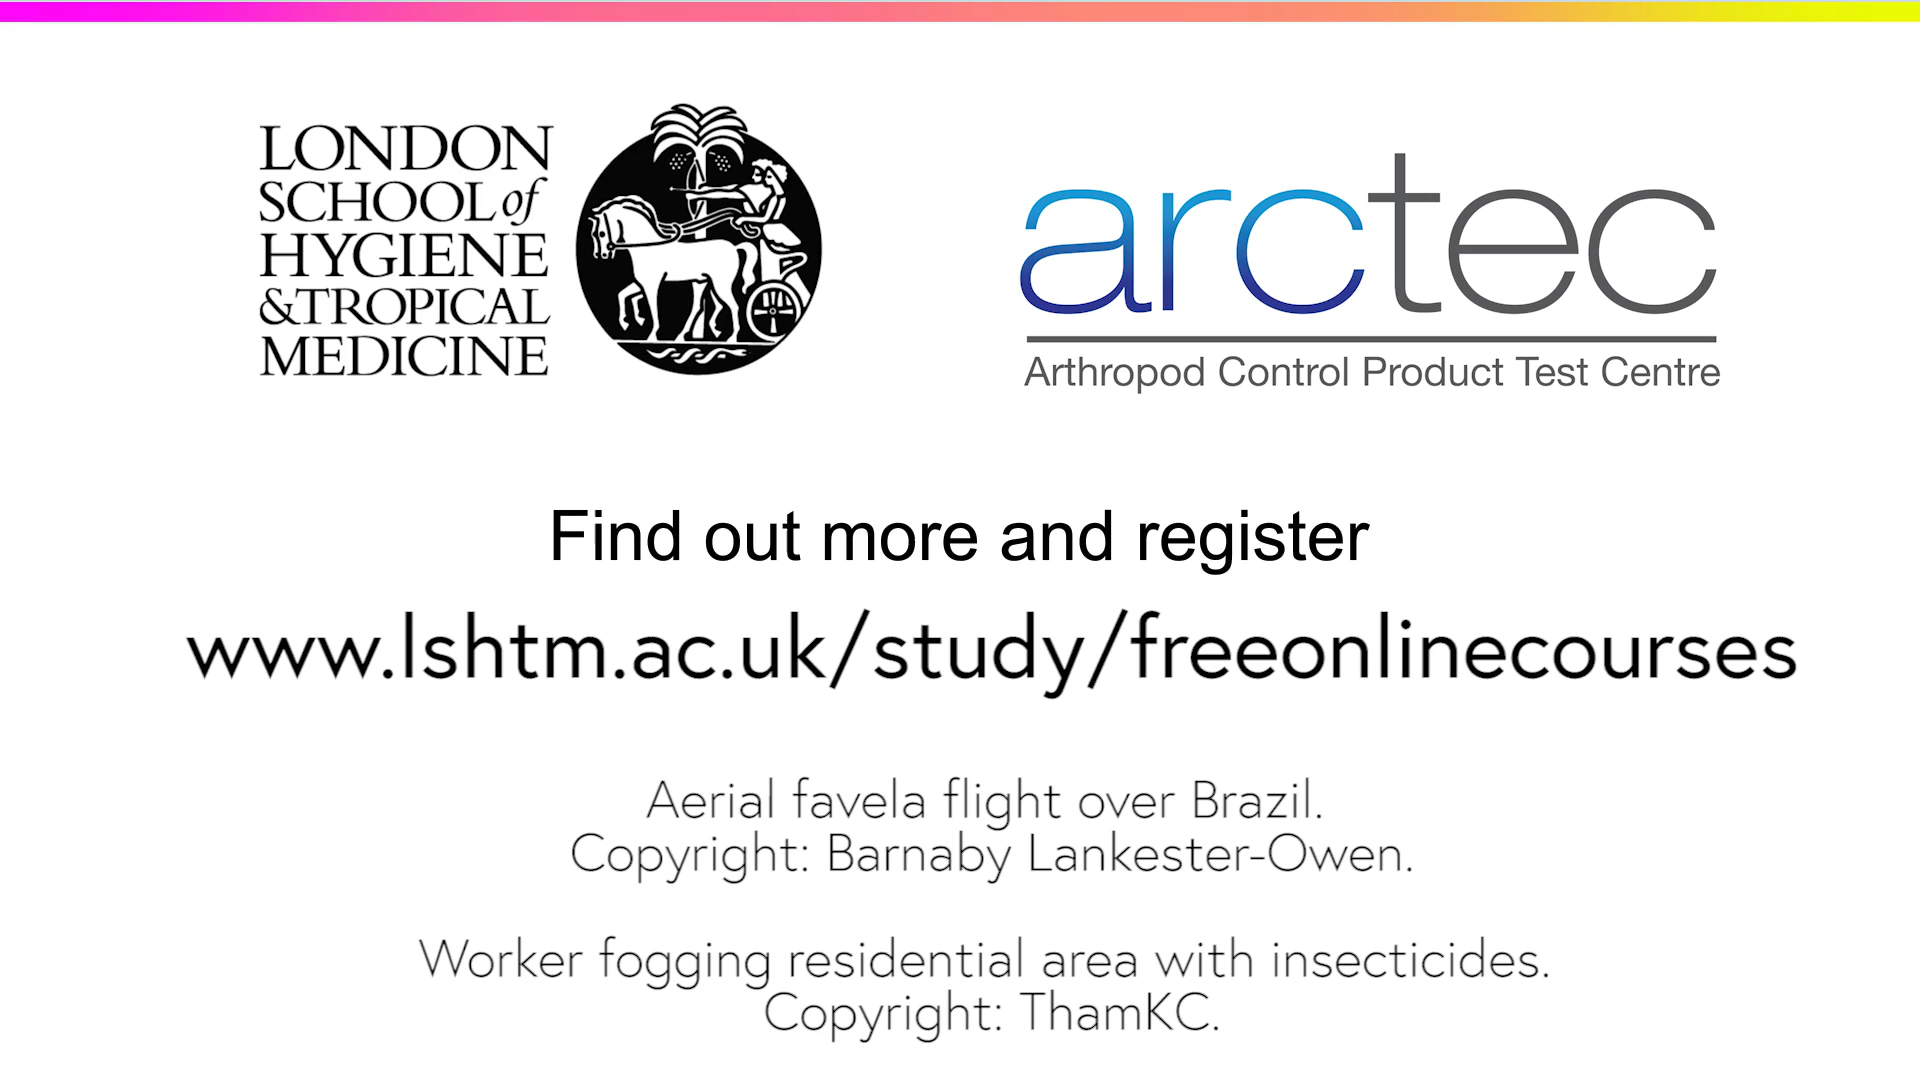 LONDON
SCHOOL of
HYGIENE
&TROPICAL
MEDICINE
arctec
Arthropod Control Product Test Centre
Find out more and register
www.lshtm.ac.uk/study/freeonlinecourses
Aerial favela flight over Brazil.
Copyright: Barnaby Lankester-Owen.
Worker fogging residential area with insecticides.
Copyright: ThamKC.